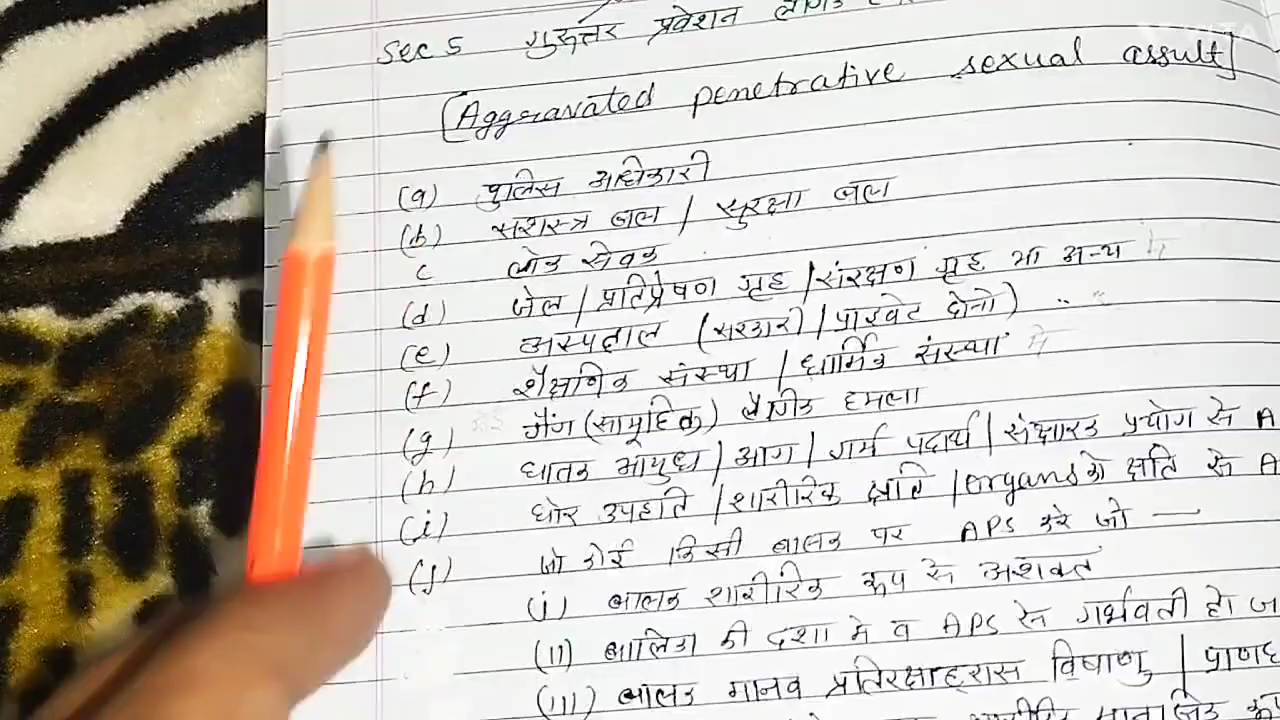 Sec 5 गुरूत्तर प्रवेशन लैंगिक
[Aggravated penetrative sexual assult]
(a) पुलिस अधिकारी
(b) सशस्त्र बल / सुरक्षा बल
c लोक सेवक
(d) जेल / प्रतिप्रेषण गृह / संरक्षण गृह या अन्य में
(e) अस्पताल (सरकारी / प्राइवेट दोनो)
(f) शैक्षणिक संस्था / धार्मिक संस्था में
(g) गैंग (सामूहिक) लैंगिक हमला
(h) घातक आयुध / आग / गर्म पदार्थ / संक्षारक प्रयोग से A
(i) घोर उपहति / शारीरिक क्षति / organs को क्षति से A
(j) जो कोई किसी बालक पर APS करे जो —
(i) बालक शारीरिक रूप से अशक्त
(ii) बालिका की दशा मे व APS से गर्भवती हो
(iii) बालक मानव प्रतिरक्षाह्रास विषाणु /